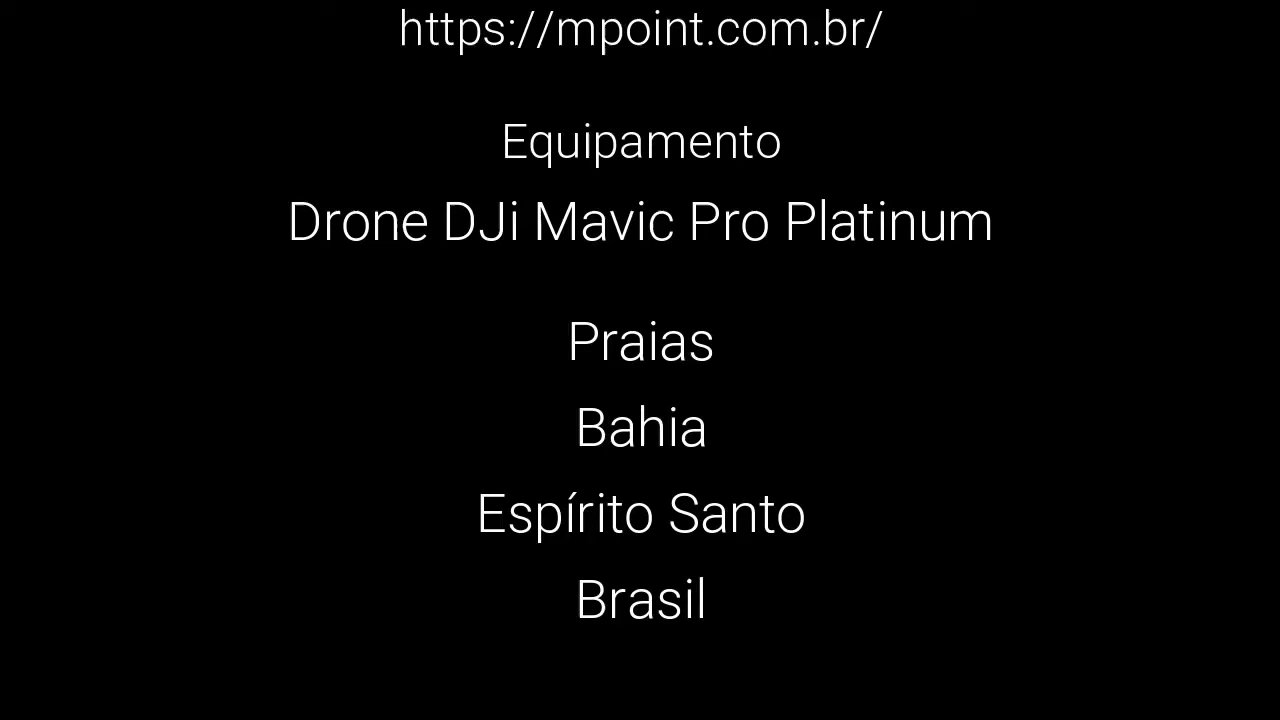 https://mpoint.com.br/
Equipamento
Drone DJi Mavic Pro Platinum
Praias
Bahia
Espírito Santo
Brasil